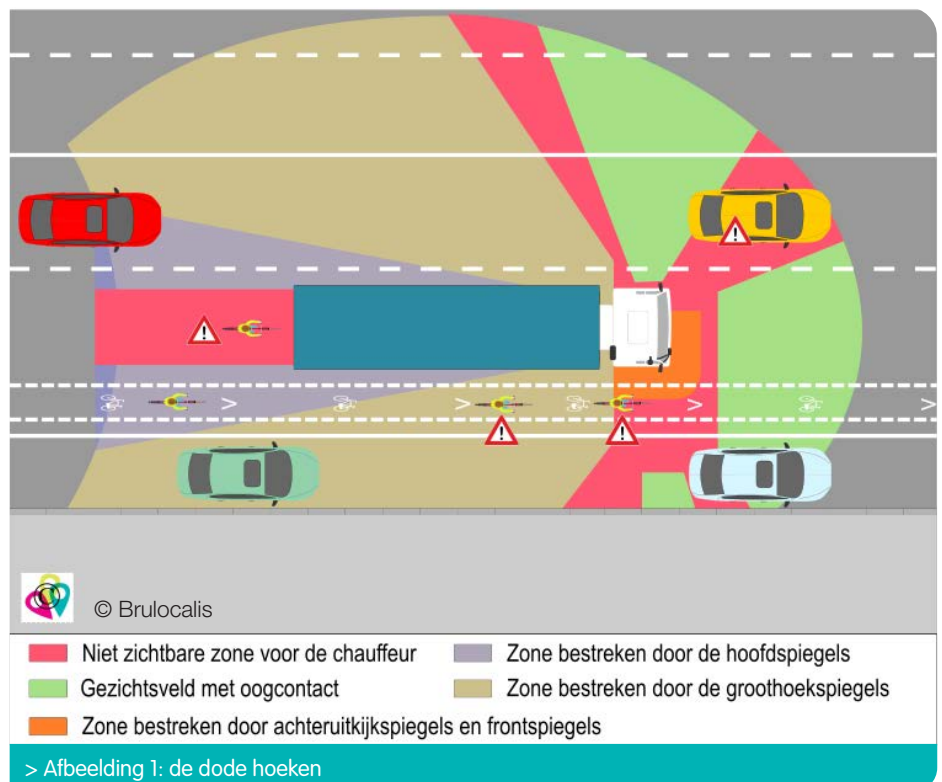 © Brulocalis
Niet zichtbare zone voor de chauffeur
Zone bestreken door de hoofdspiegels
Gezichtsveld met oogcontact
Zone bestreken door de groothoekspiegels
Zone bestreken door achteruitkijkspiegels en frontspiegels
> Afbeelding 1: de dode hoeken